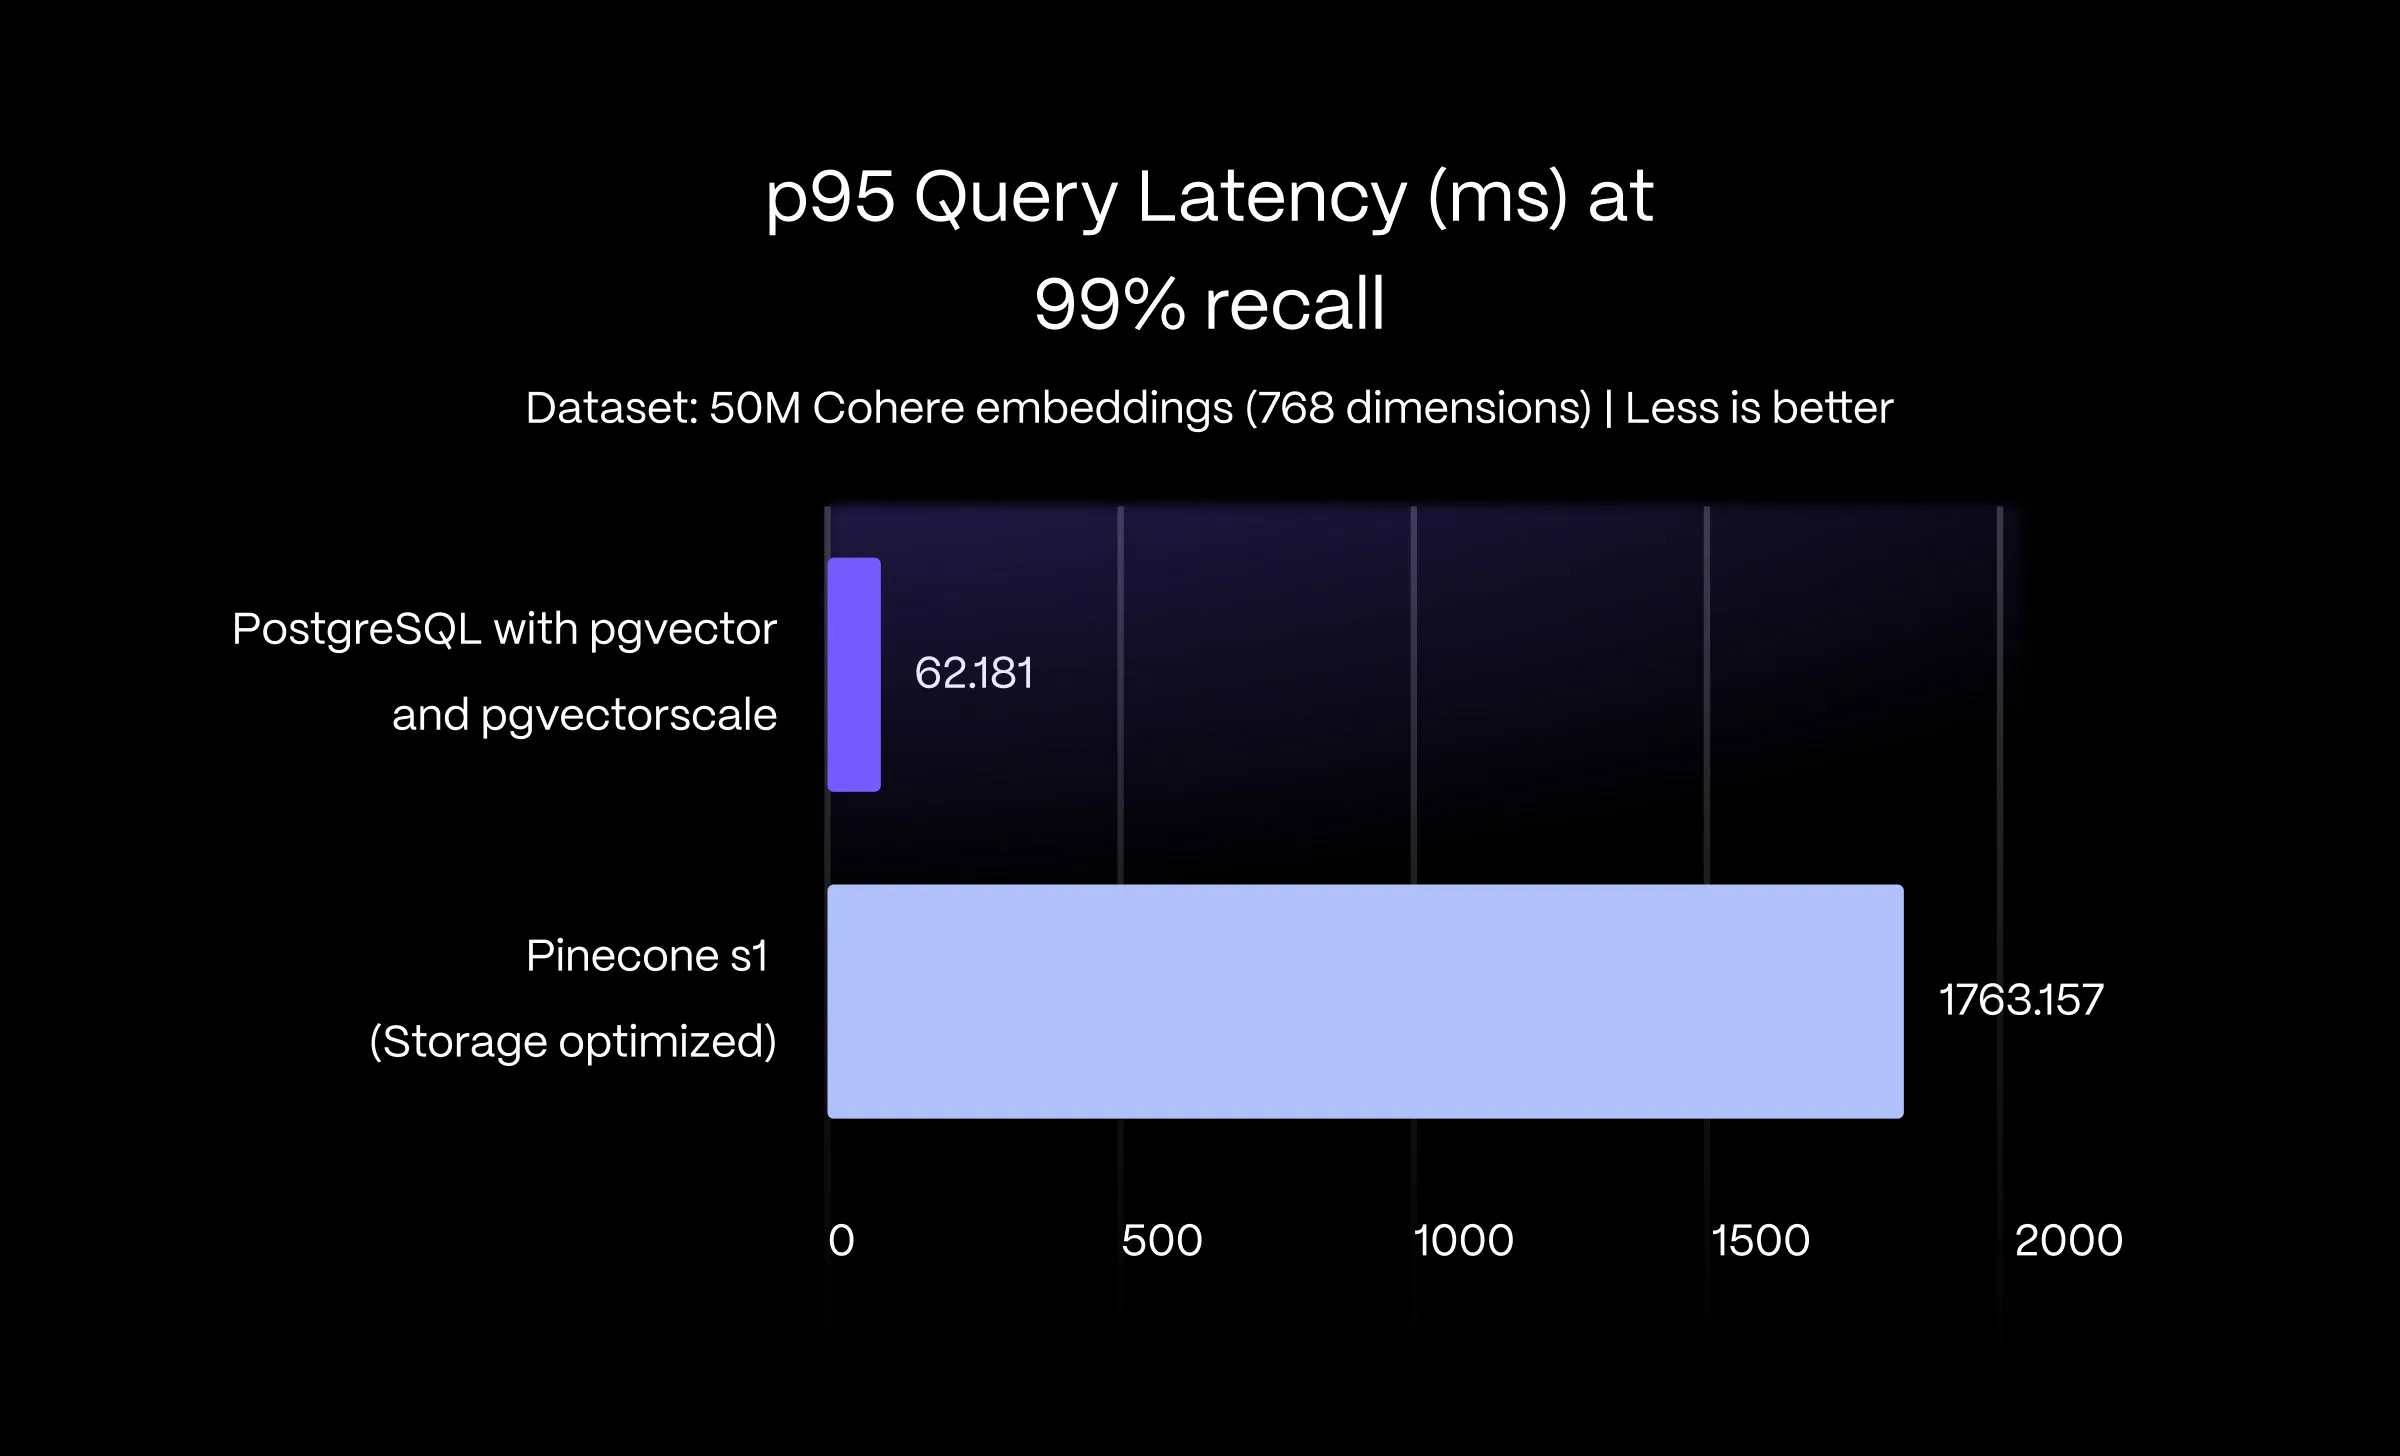 p95 Query Latency (ms) at
99% recall
Dataset: 50M Cohere embeddings (768 dimensions) | Less is better
PostgreSQL with pgvector
and pgvectorscale
62.181
Pinecone s1
(Storage optimized)
1763.157
0
500
1000
1500
2000